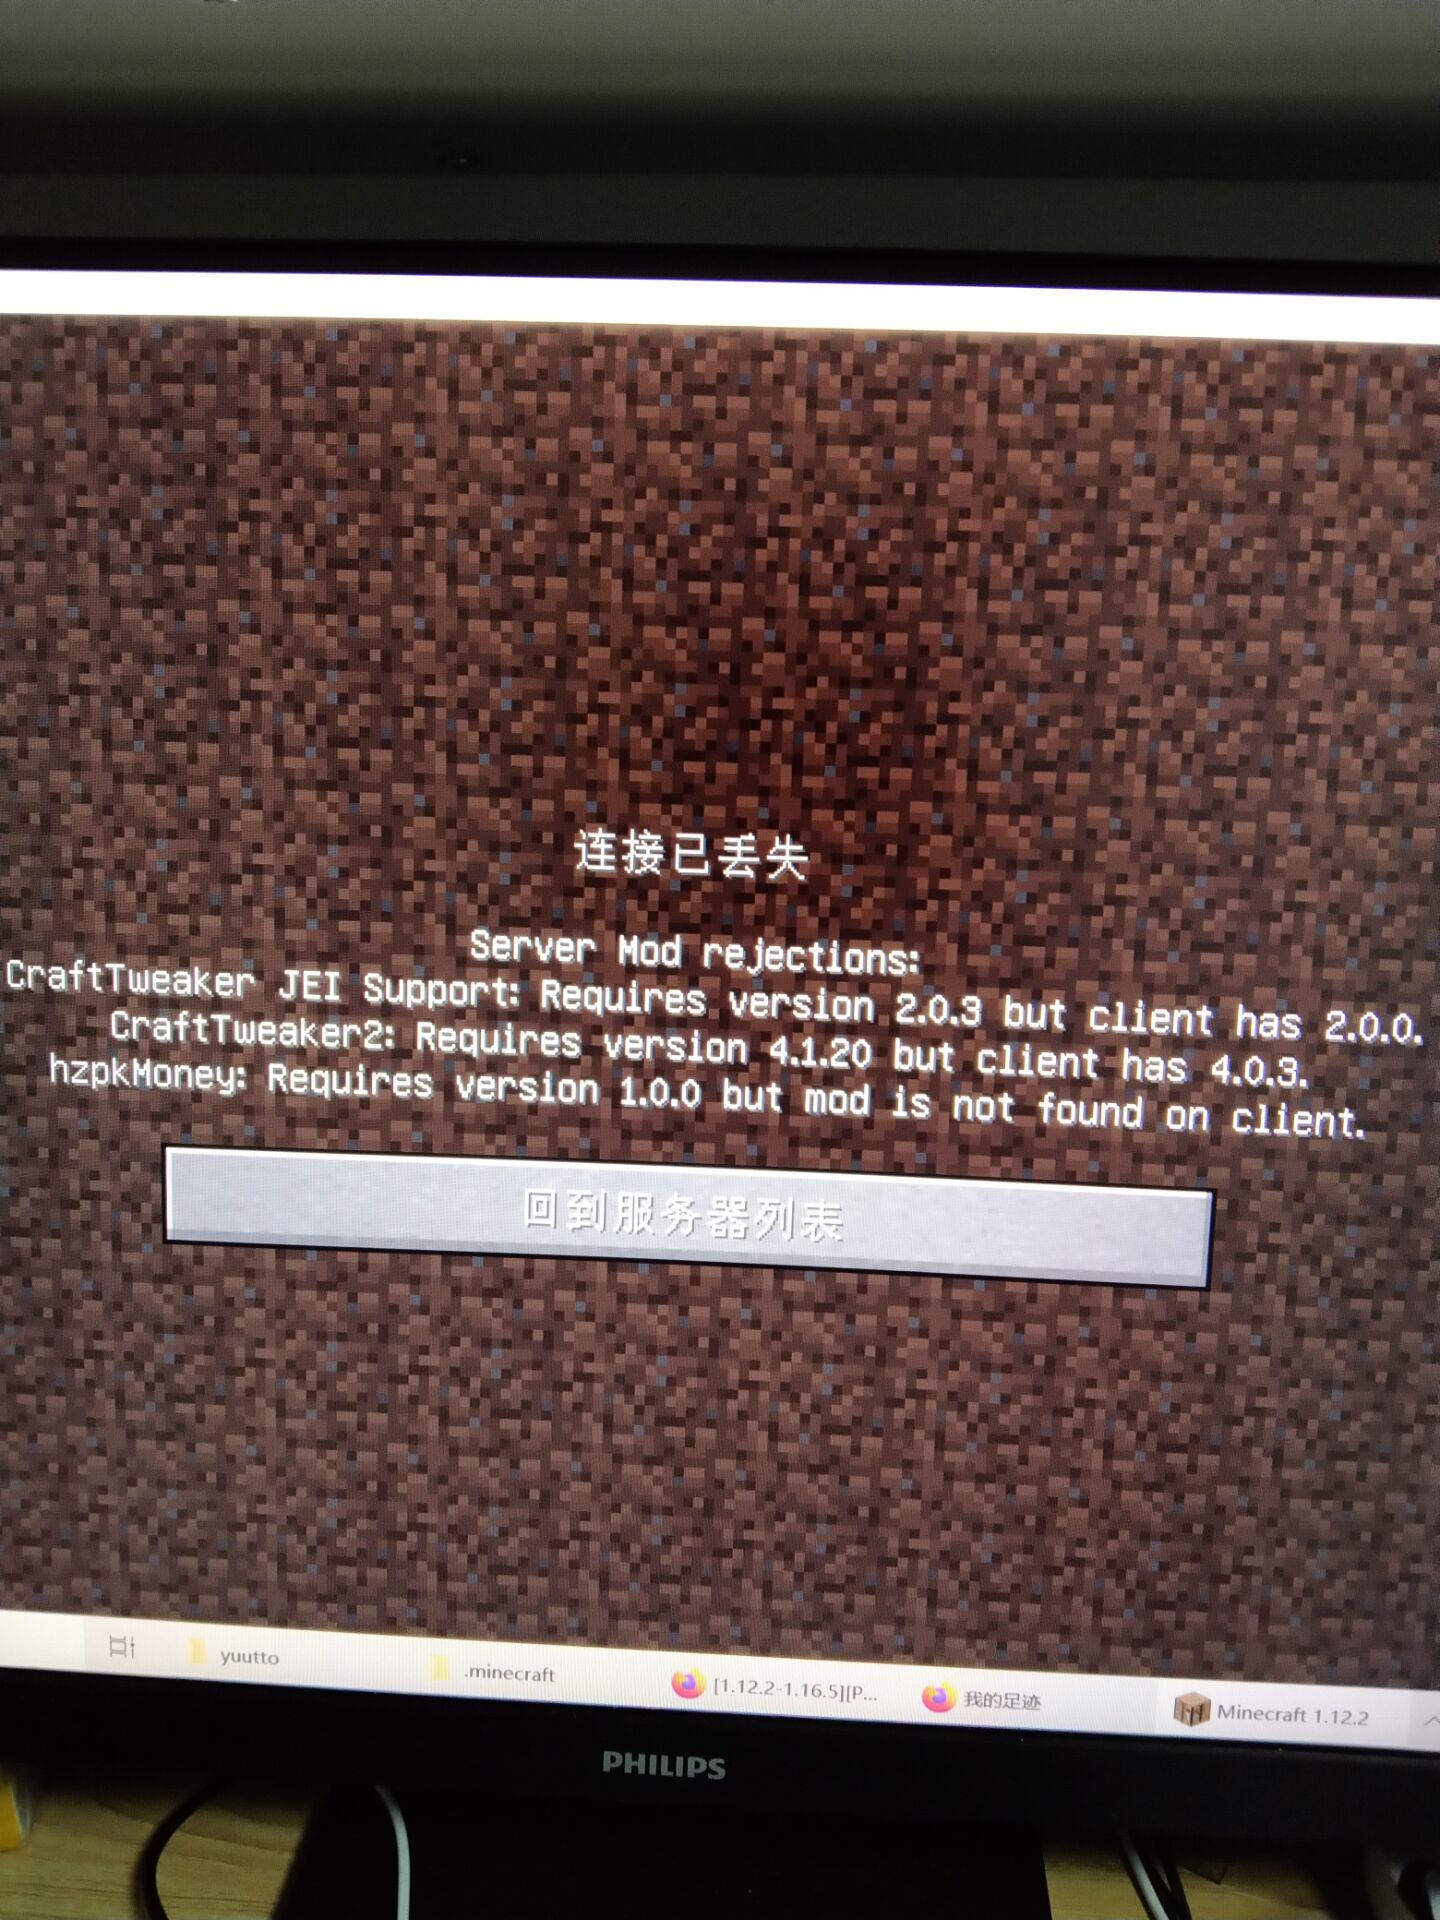 连接已丢失
Server Mod rejections:
CraftTweaker JEI Support: Requires version 2.0.3 but client has 2.0.0.
CraftTweaker2: Requires version 4.1.20 but client has 4.0.3.
hzpkMoney: Requires version 1.0.0 but mod is not found on client.
回到服务器列表
yuutto
.minecraft
[1.12.2-1.16.5][P...
我的足迹
Minecraft 1.12.2
PHILIPS